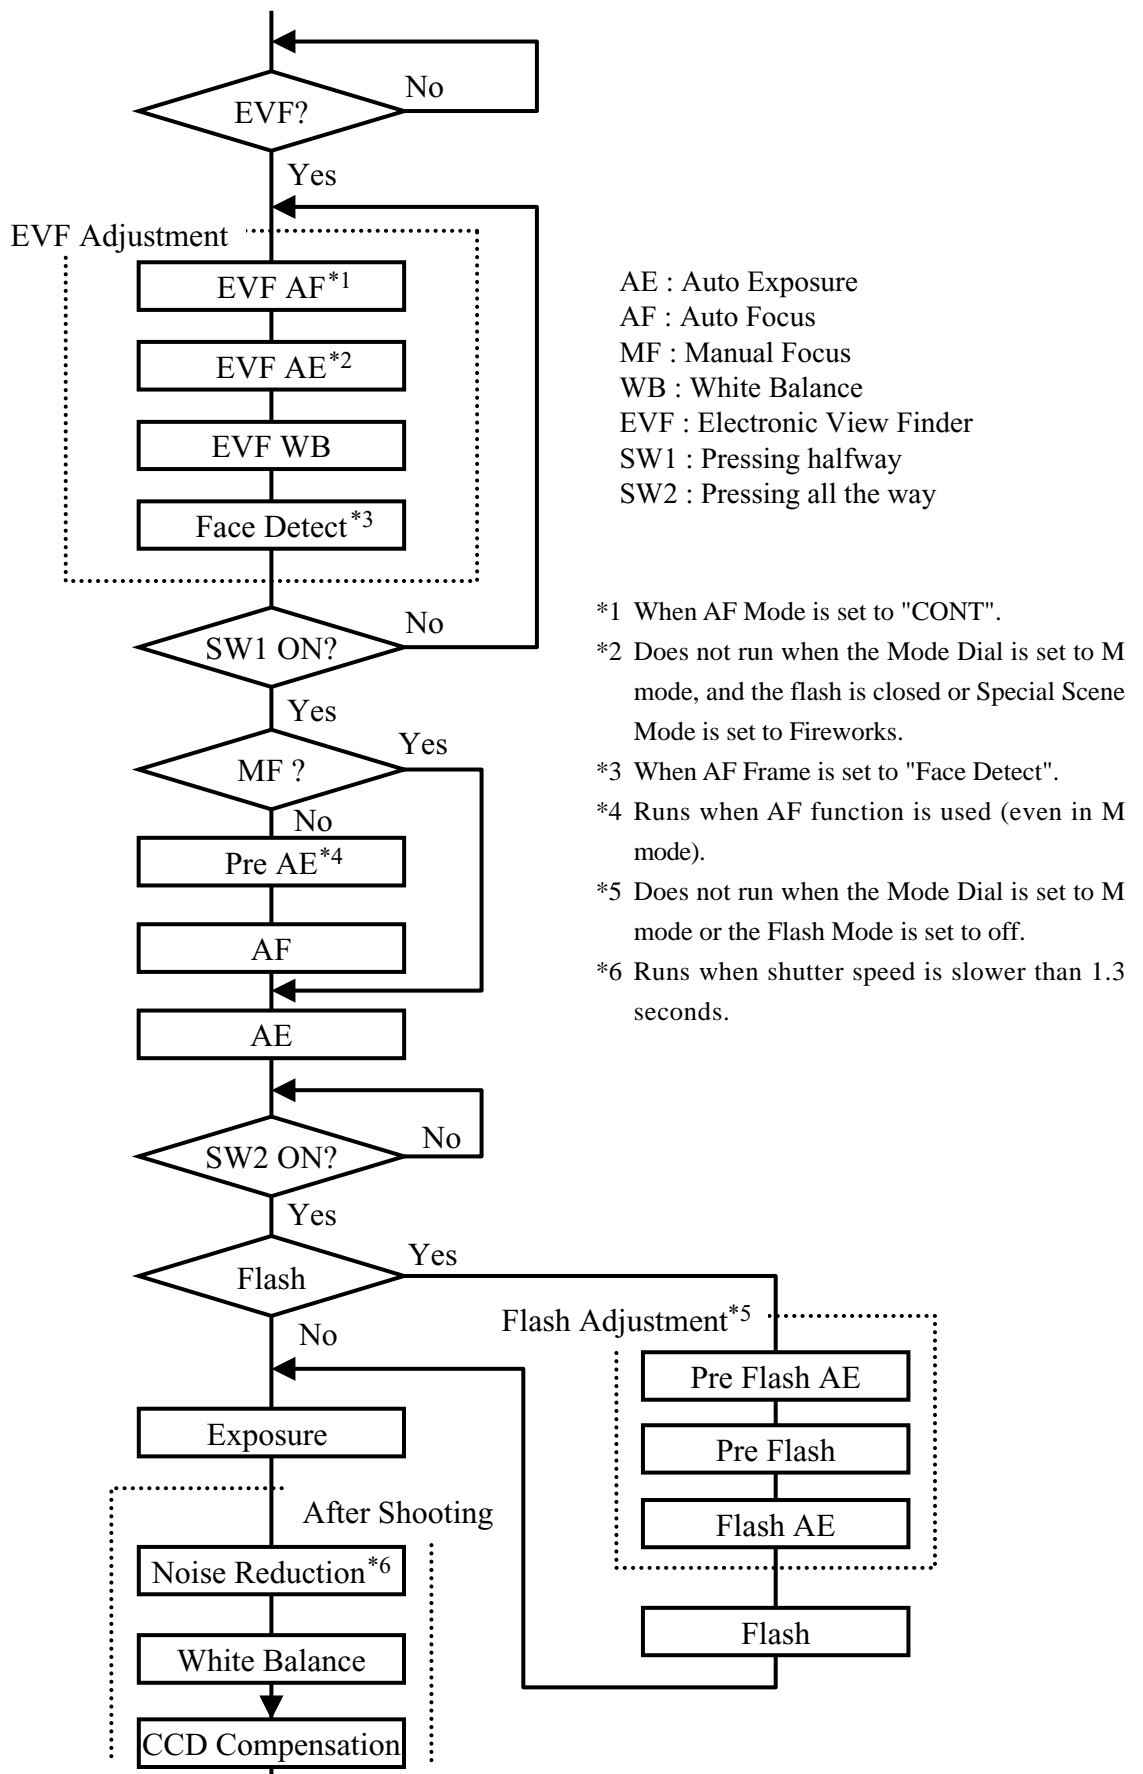 No
EVF?
Yes
EVF Adjustment
EVF AF*1
EVF AE*2
EVF WB
Face Detect*3
SW1 ON?
No
Yes
MF ?
Yes
No
Pre AE*4
AF
AE
SW2 ON?
No
Yes
Flash
Yes
No
Flash Adjustment*5
Pre Flash AE
Pre Flash
Flash AE
Flash
Exposure
After Shooting
Noise Reduction*6
White Balance
CCD Compensation
AE : Auto Exposure
AF : Auto Focus
MF : Manual Focus
WB : White Balance
EVF : Electronic View Finder
SW1 : Pressing halfway
SW2 : Pressing all the way
*1 When AF Mode is set to "CONT".
*2 Does not run when the Mode Dial is set to M
mode, and the flash is closed or Special Scene
Mode is set to Fireworks.
*3 When AF Frame is set to "Face Detect".
*4 Runs when AF function is used (even in M
mode).
*5 Does not run when the Mode Dial is set to M
mode or the Flash Mode is set to off.
*6 Runs when shutter speed is slower than 1.3
seconds.